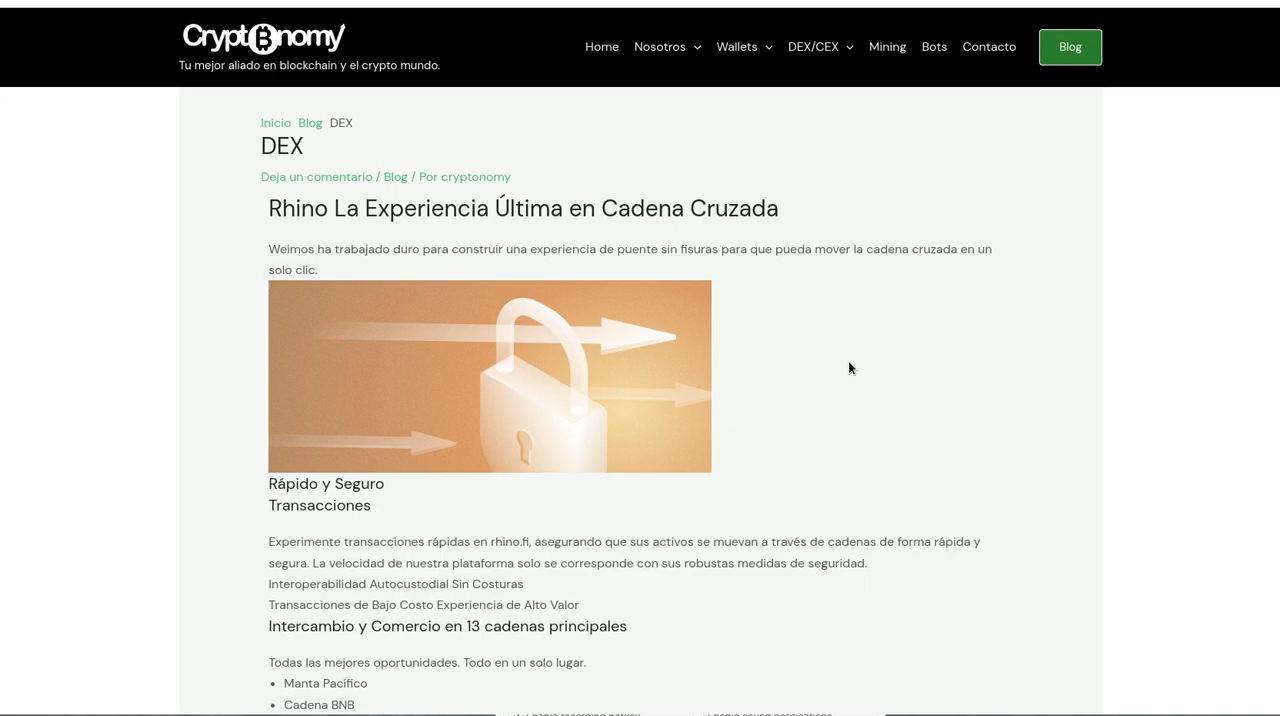 Cryptonomy
Tu mejor aliado en blockchain y el crypto mundo.
Home Nosotros Wallets DEX/CEX Mining Bots Contacto Blog
Inicio Blog DEX
DEX
Deja un comentario / Blog / Por cryptonomy
Rhino La Experiencia Última en Cadena Cruzada
Weimos ha trabajado duro para construir una experiencia de puente sin fisuras para que pueda mover la cadena cruzada en un
solo clic.
Rápido y Seguro
Transacciones
Experimente transacciones rápidas en rhino.fi, asegurando que sus activos se muevan a través de cadenas de forma rápida y
segura. La velocidad de nuestra plataforma solo se corresponde con sus robustas medidas de seguridad.
Interoperabilidad Autocustodial Sin Costuras
Transacciones de Bajo Costo Experiencia de Alto Valor
Intercambio y Comercio en 13 cadenas principales
Todas las mejores oportunidades. Todo en un solo lugar.
• Manta Pacífico
• Cadena BNB